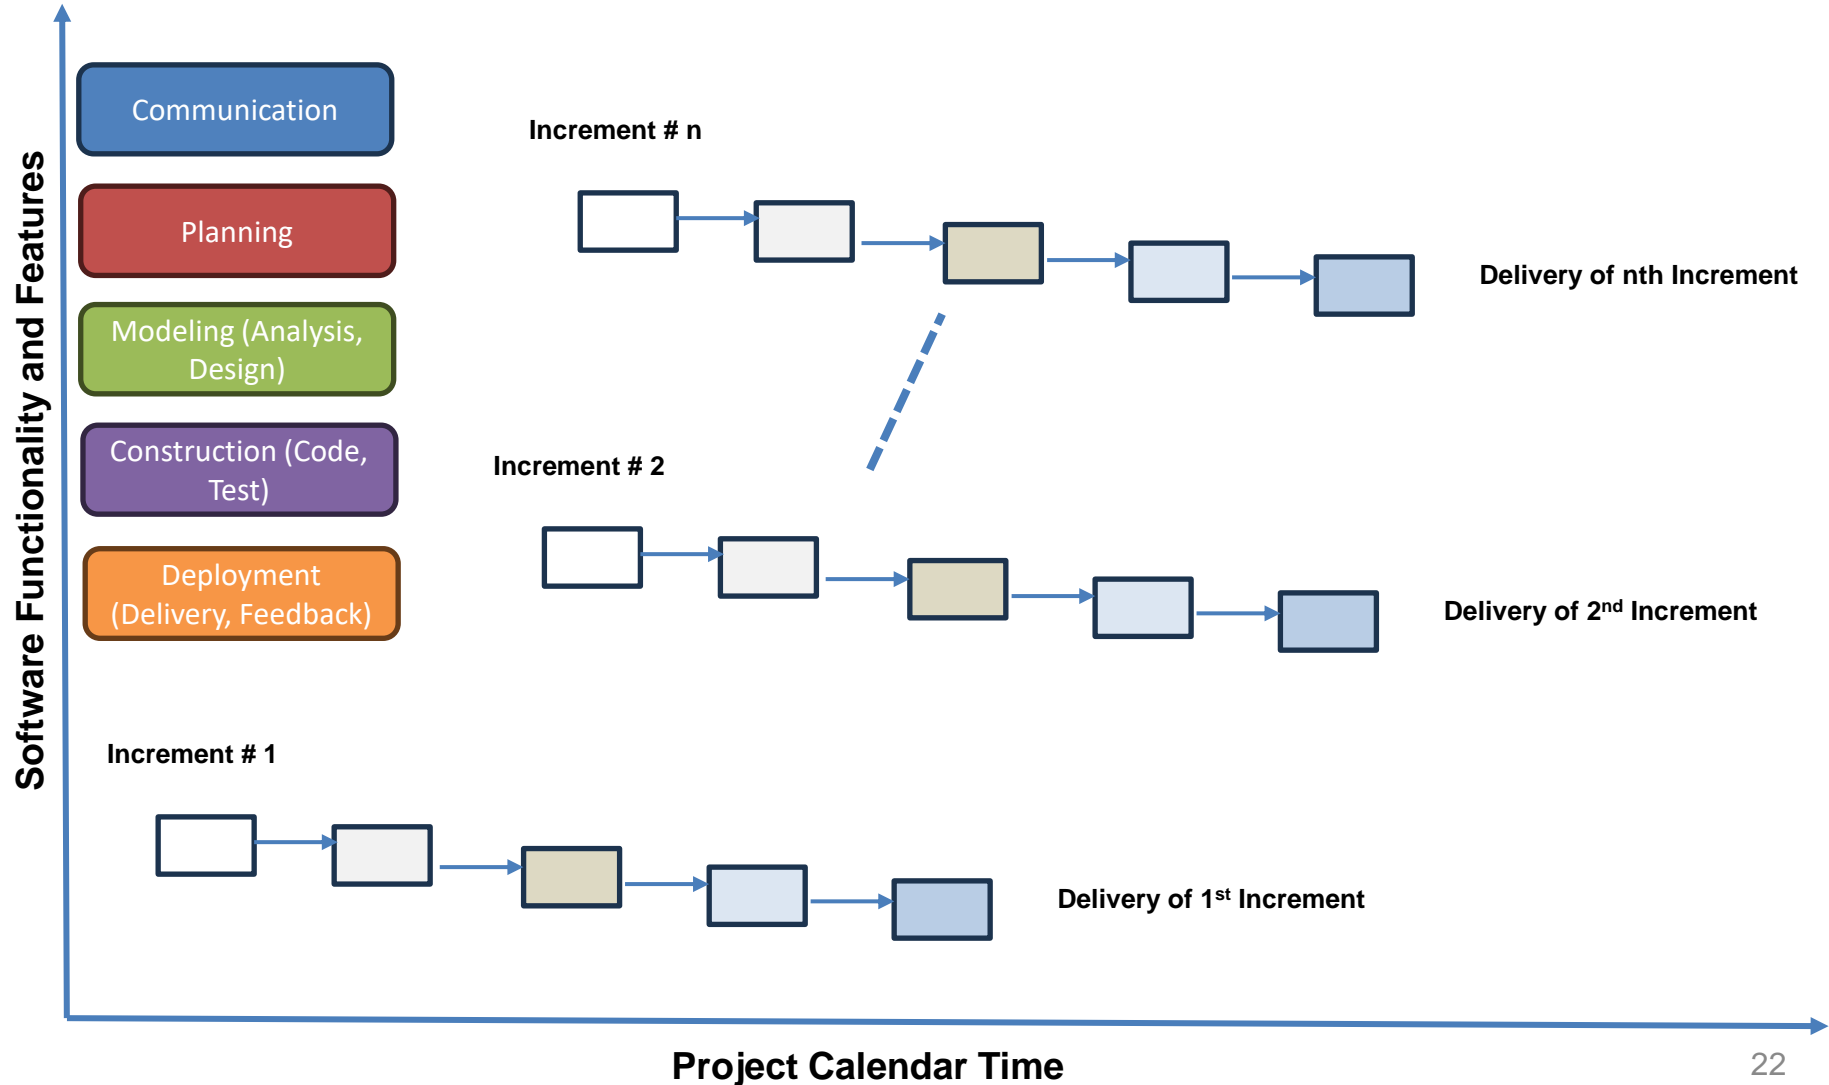 Communication
Planning
Modeling (Analysis,
Design)
Construction (Code,
Test)
Deployment
(Delivery, Feedback)
Software Functionality and Features
Increment # n
Delivery of nth Increment
Increment # 2
Delivery of 2nd Increment
Increment # 1
Delivery of 1st Increment
Project Calendar Time
22